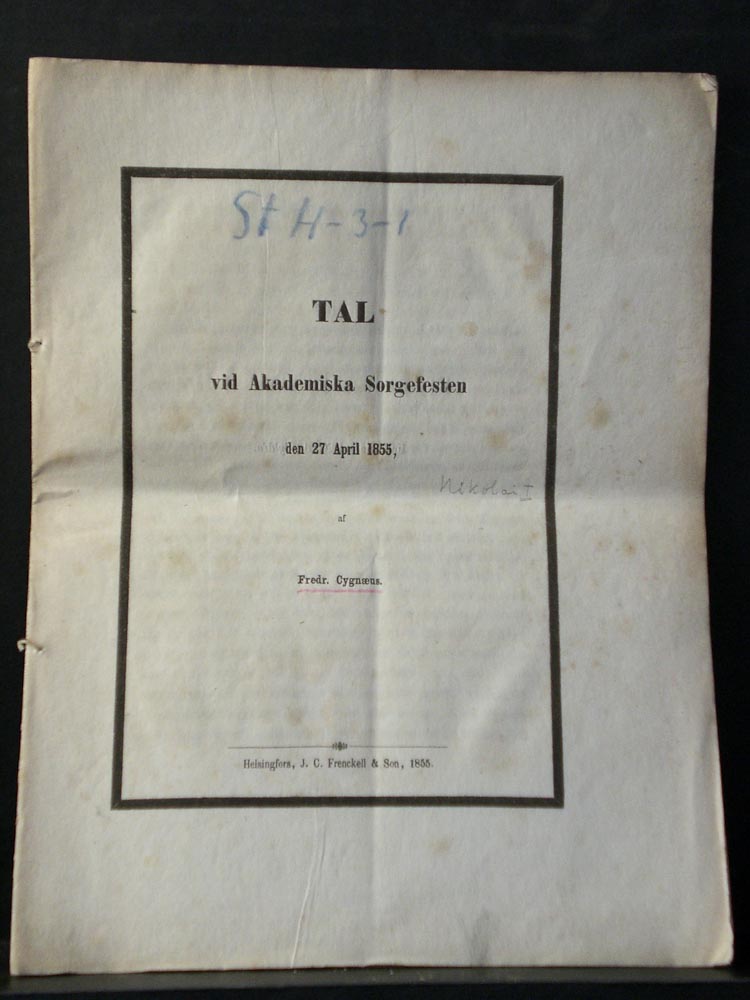 St H-3-1
TAL
vid Akademiska Sorgefesten
den 27 April 1855,
Nikolai I
af
Fredr. Cygnæus.
Helsingfors, J. C. Frenckell & Son, 1855.